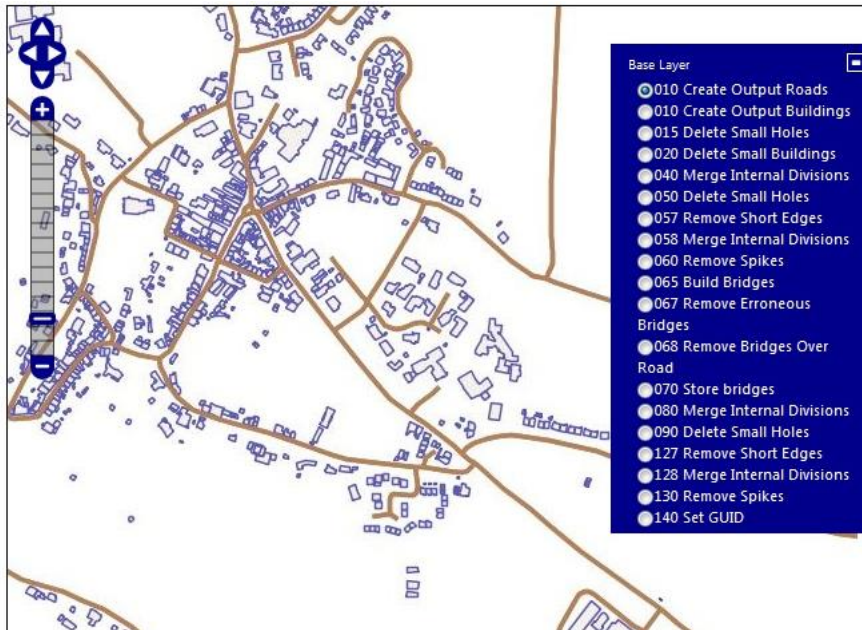 Base Layer
010 Create Output Roads
010 Create Output Buildings
015 Delete Small Holes
020 Delete Small Buildings
040 Merge Internal Divisions
050 Delete Small Holes
057 Remove Short Edges
058 Merge Internal Divisions
060 Remove Spikes
065 Build Bridges
067 Remove Erroneous
Bridges
068 Remove Bridges Over
Road
070 Store bridges
080 Merge Internal Divisions
090 Delete Small Holes
127 Remove Short Edges
128 Merge Internal Divisions
130 Remove Spikes
140 Set GUID